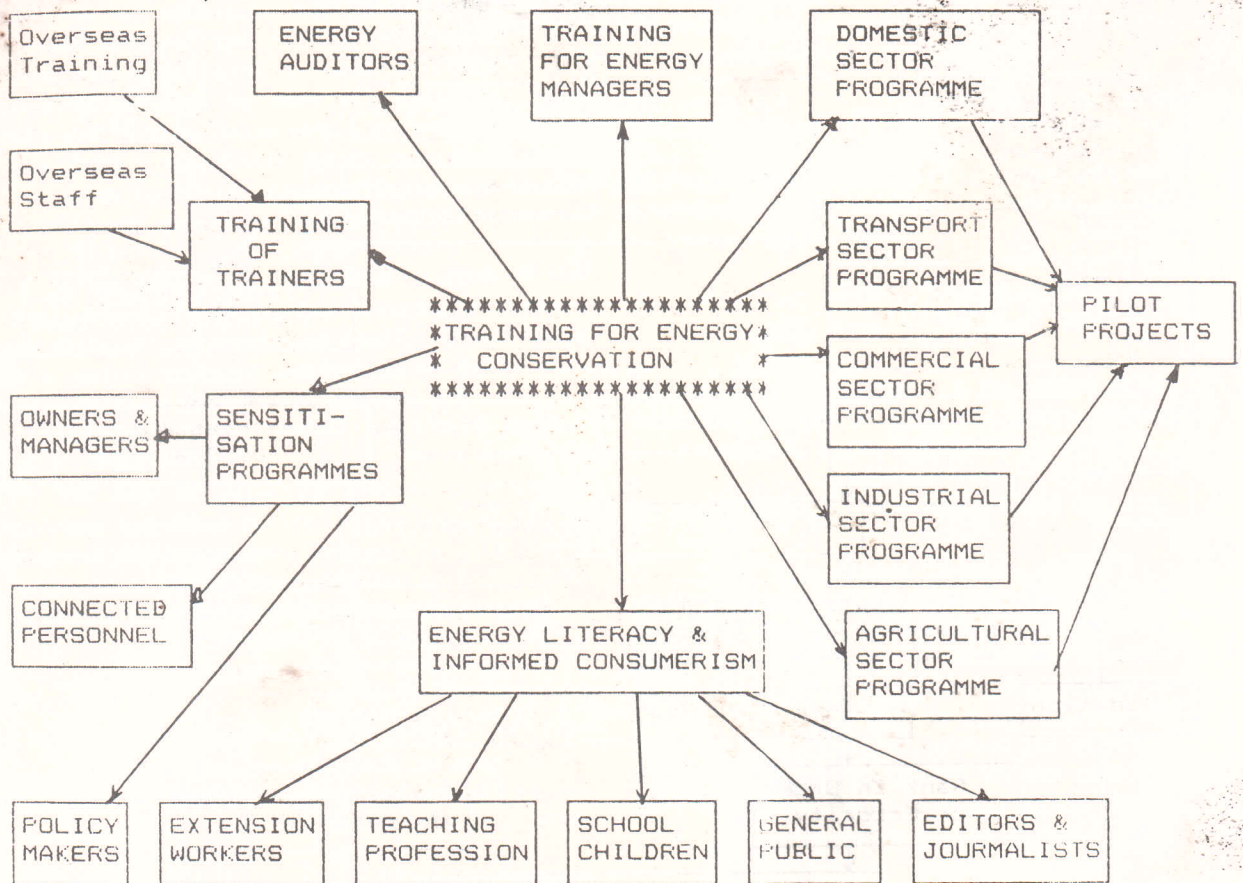 Overseas
Training
ENERGY
AUDITORS
TRAINING
FOR ENERGY
MANAGERS
DOMESTIC
SECTOR
PROGRAMME
Overseas
Staff
TRAINING
OF
TRAINERS
TRANSPORT
SECTOR
PROGRAMME
*********************
*TRAINING FOR ENERGY*
* CONSERVATION *
*********************
PILOT
PROJECTS
COMMERCIAL
SECTOR
PROGRAMME
OWNERS &
MANAGERS
SENSITI-
SATION
PROGRAMMES
INDUSTRIAL
SECTOR
PROGRAMME
CONNECTED
PERSONNEL
ENERGY LITERACY &
INFORMED CONSUMERISM
AGRICULTURAL
SECTOR
PROGRAMME
POLICY
MAKERS
EXTENSION
WORKERS
TEACHING
PROFESSION
SCHOOL
CHILDREN
GENERAL
PUBLIC
EDITORS &
JOURMALISTS